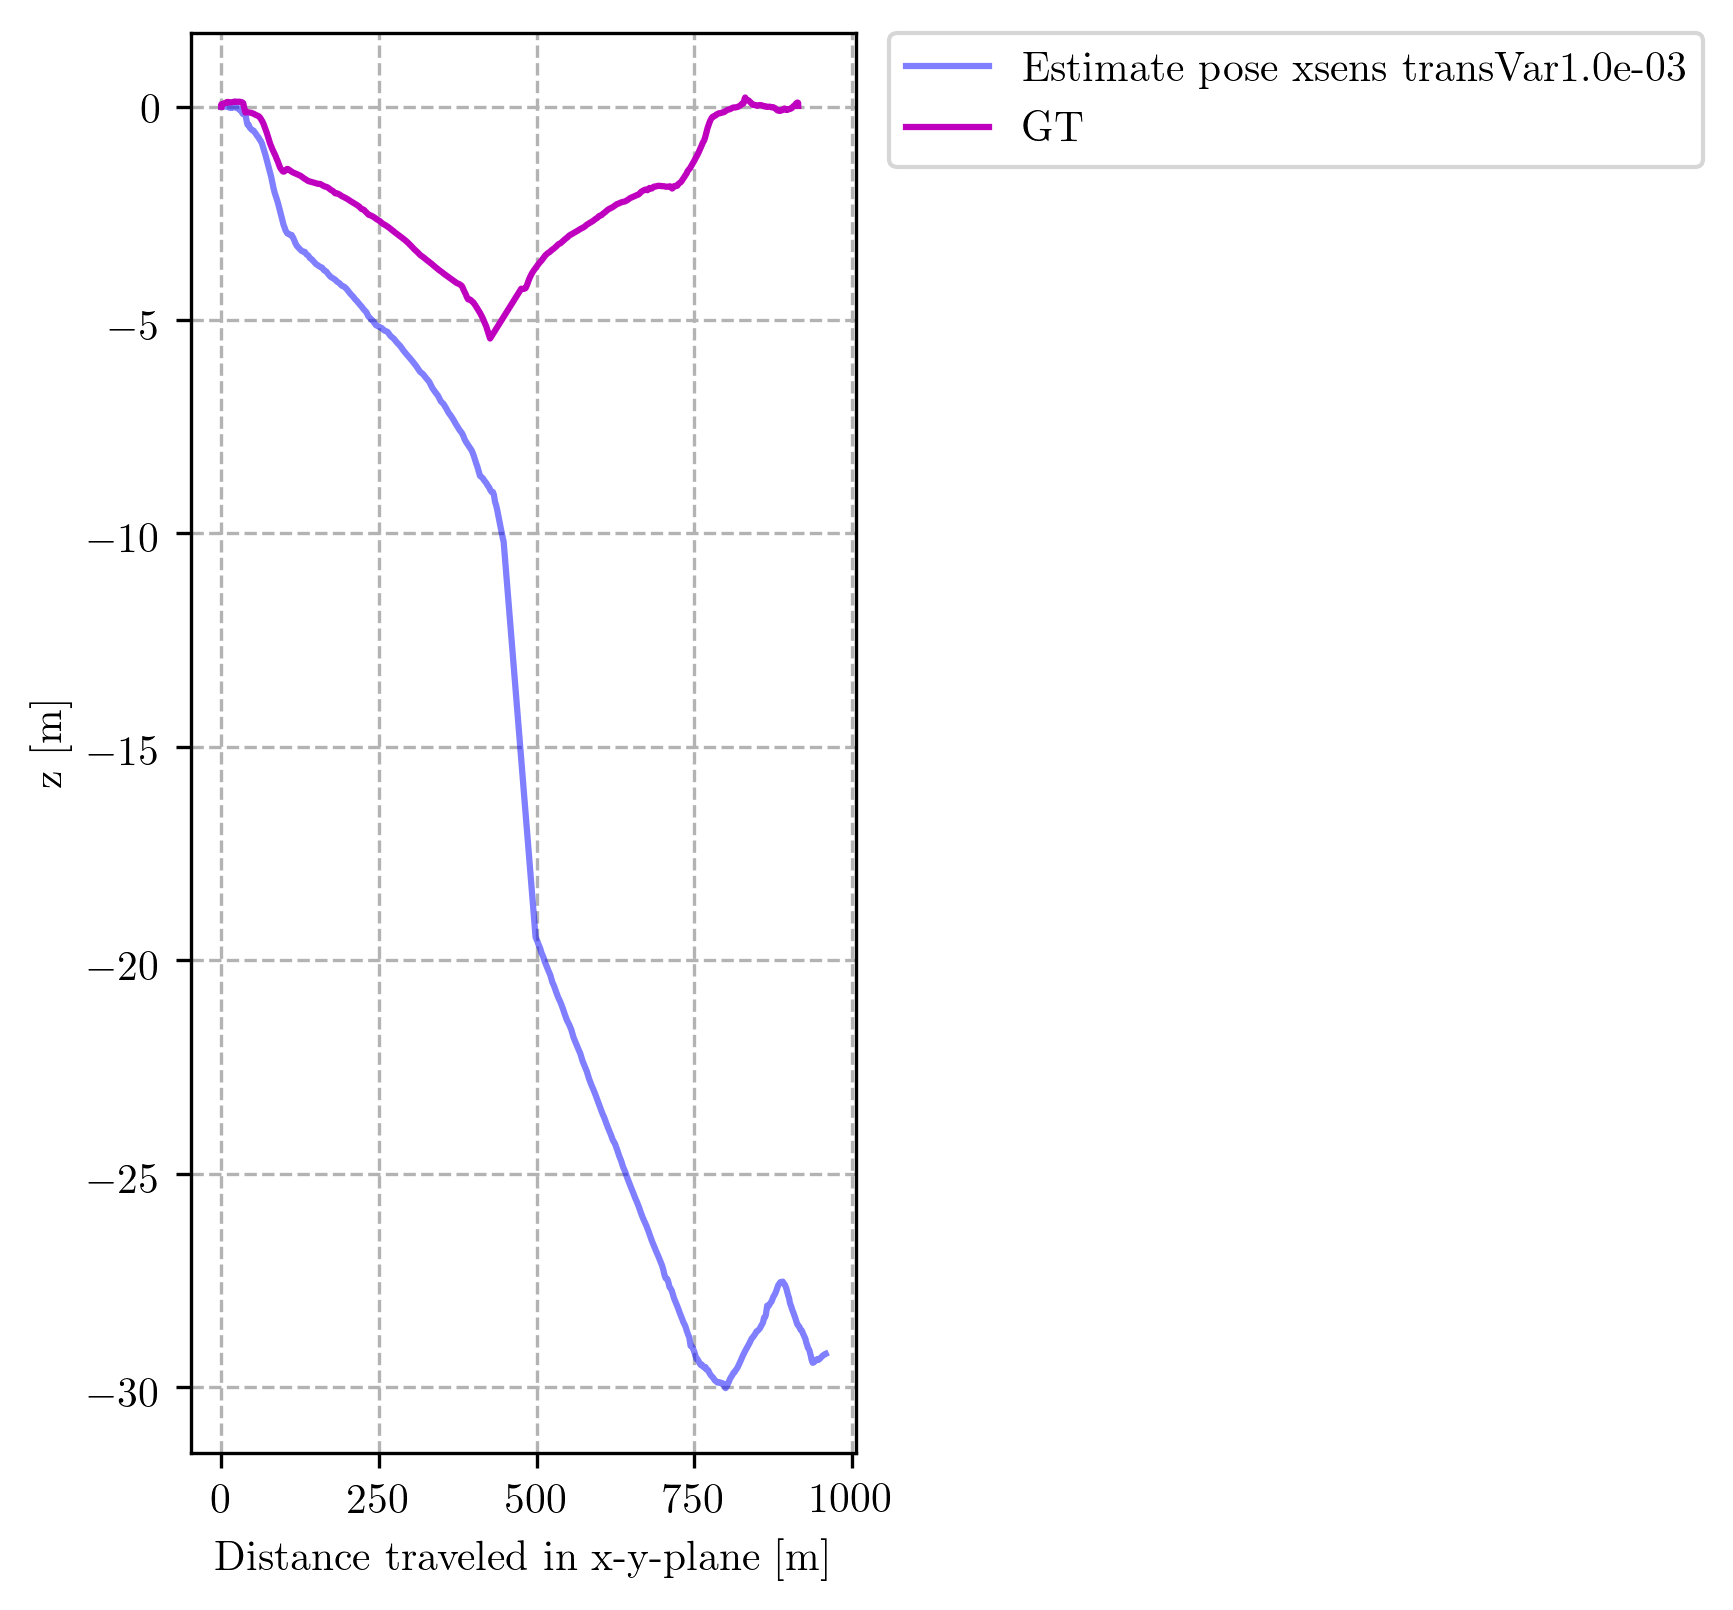 Estimate pose xsens transVar1.0e-03
GT
0
−5
−10
−15
−20
−25
−30
z [m]
0 250 500 750 1000
Distance traveled in x-y-plane [m]